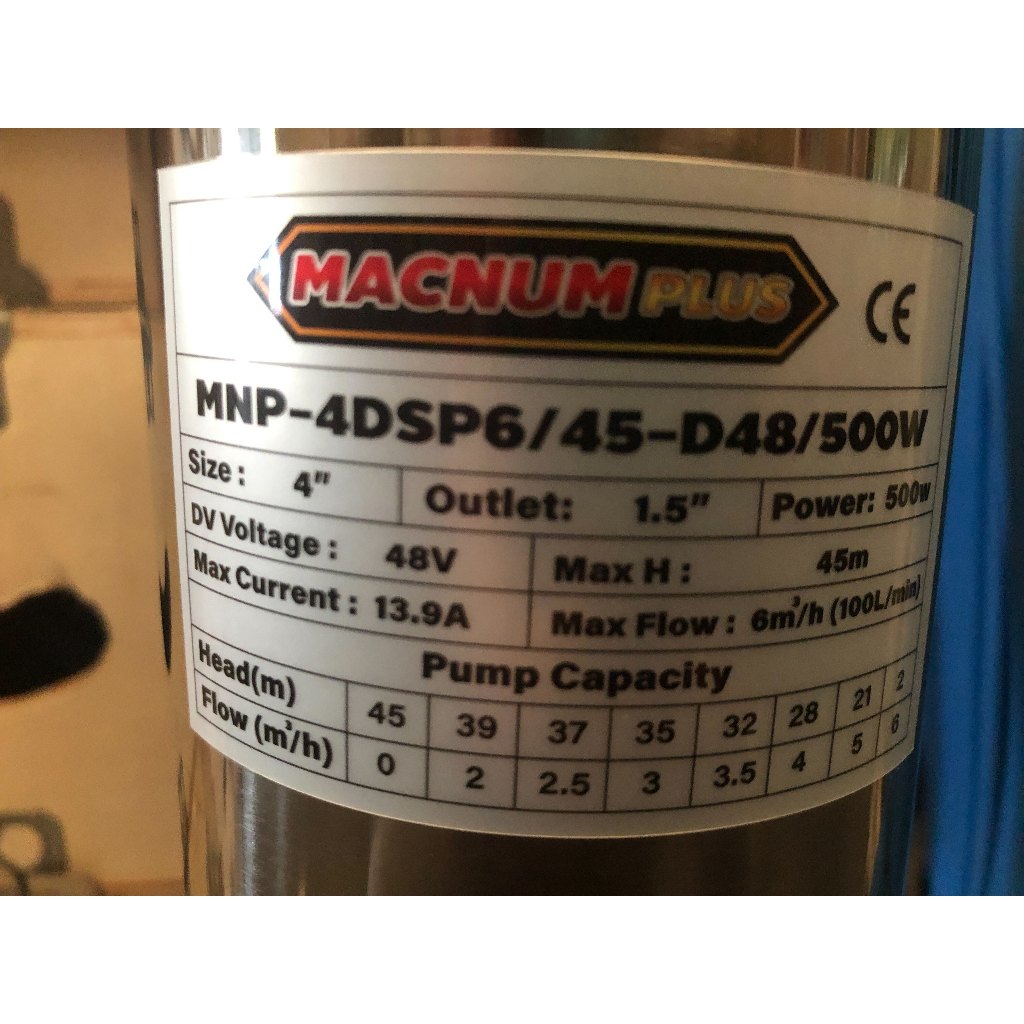 MACNUM PLUS
CE
MNP-4DSP6/45-D48/500W
Size : 4" Outlet: 1.5" Power: 500w
DV Voltage : 48V Max H : 45m
Max Current : 13.9A Max Flow : 6m³/h (100L/min)
Pump Capacity
Head(m) 45 39 37 35 32 28 21 2
Flow (m³/h) 0 2 2.5 3 3.5 4 5 6